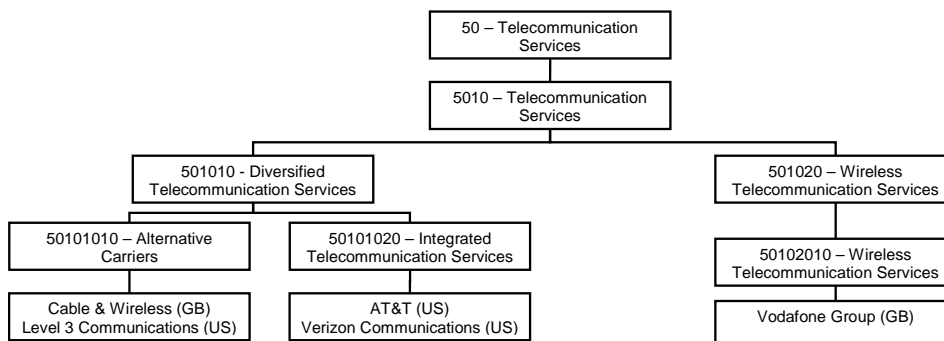 50 – Telecommunication
Services
5010 – Telecommunication
Services
501010 - Diversified
Telecommunication Services
501020 – Wireless
Telecommunication Services
50101010 – Alternative
Carriers
50101020 – Integrated
Telecommunication Services
50102010 – Wireless
Telecommunication Services
Cable & Wireless (GB)
Level 3 Communications (US)
AT&T (US)
Verizon Communications (US)
Vodafone Group (GB)